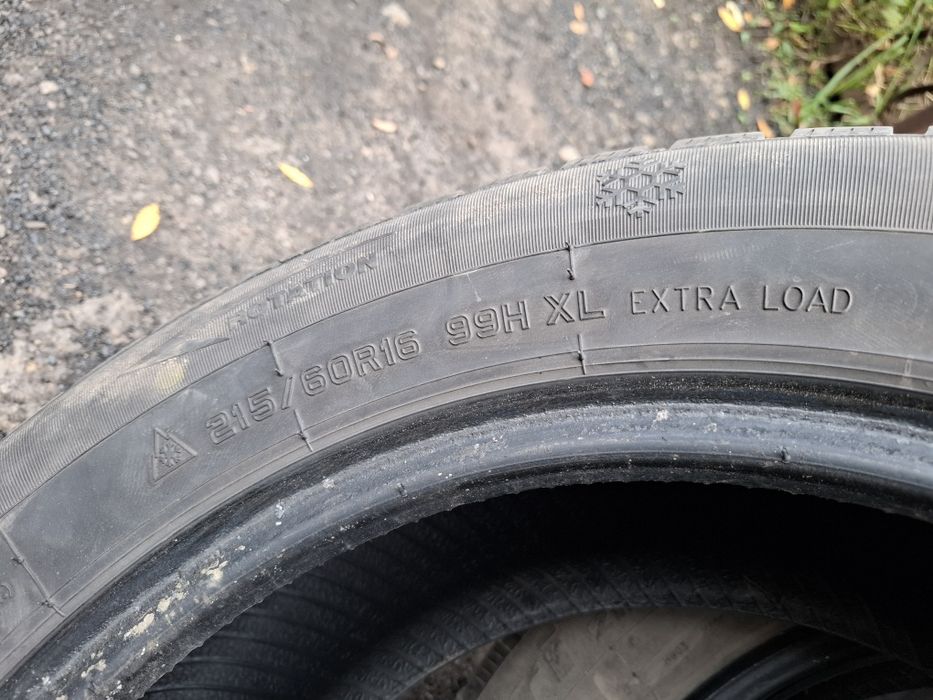 ROTATION
215/60R16 99H XL EXTRA LOAD